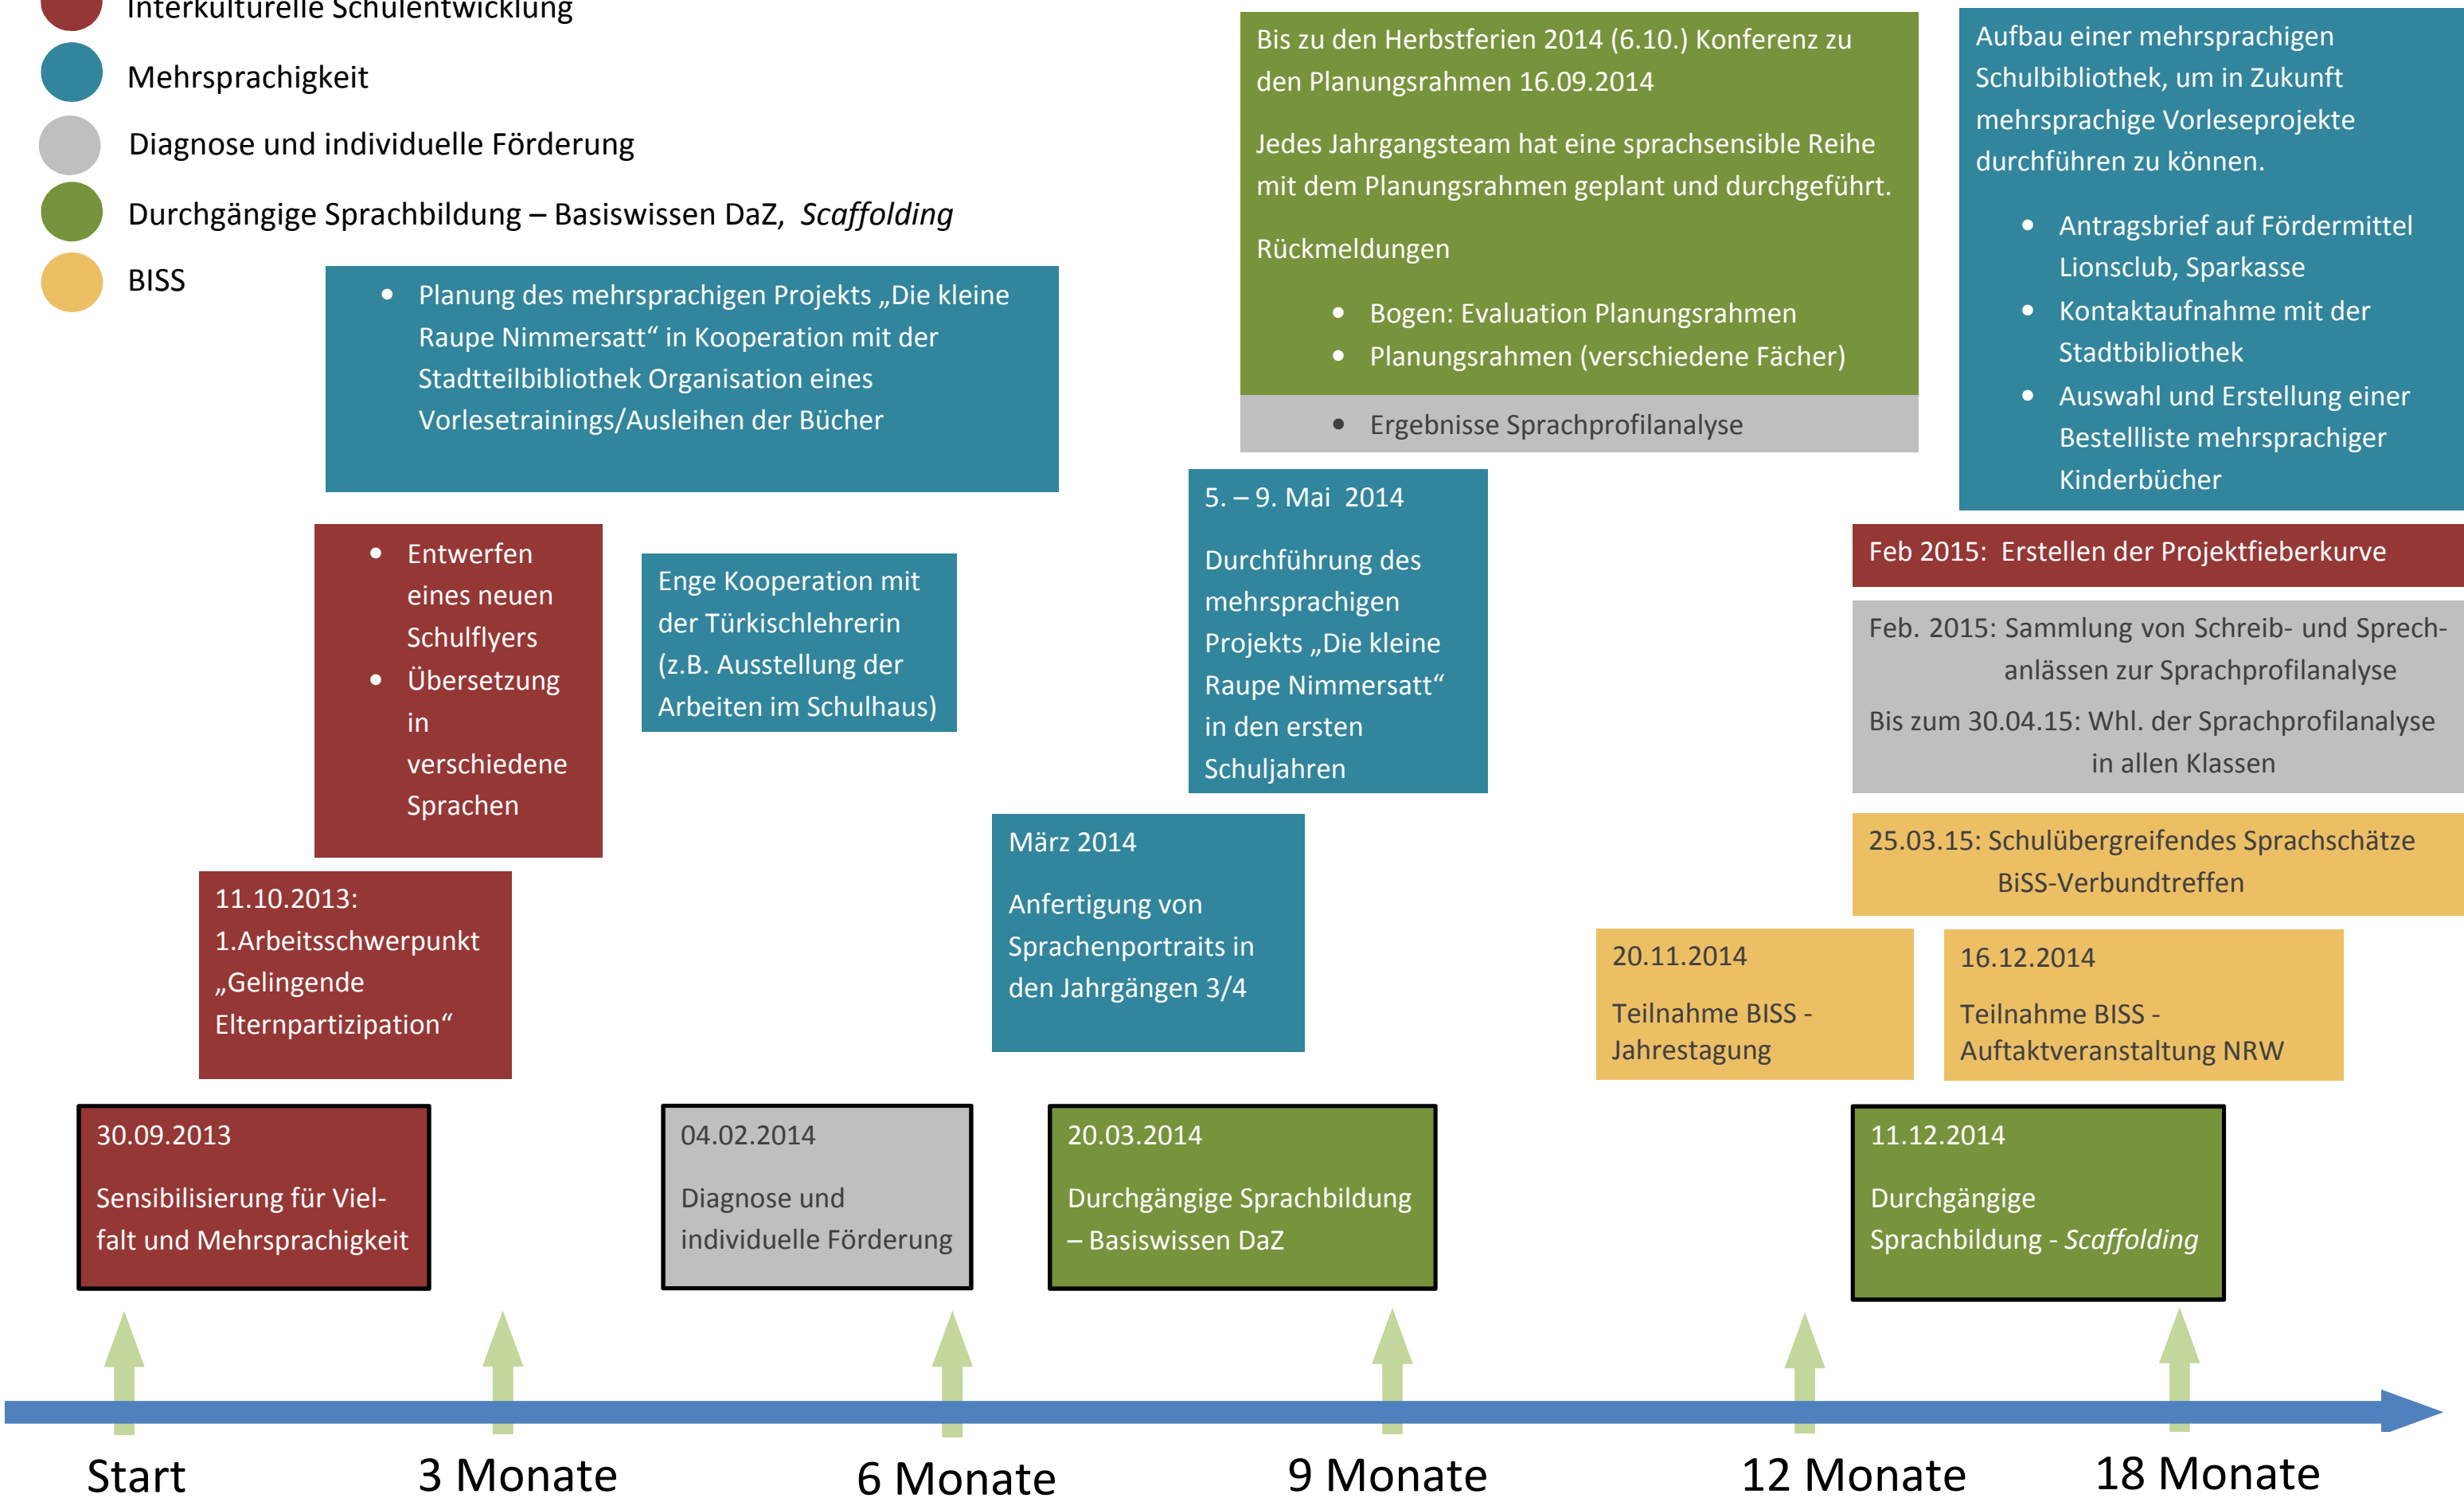 Interkulturelle Schulentwicklung
Mehrsprachigkeit
Diagnose und individuelle Förderung
Durchgängige Sprachbildung – Basiswissen DaZ, Scaffolding
BISS
• Planung des mehrsprachigen Projekts „Die kleine
Raupe Nimmersatt“ in Kooperation mit der
Stadtteilbibliothek Organisation eines
Vorlesetrainings/Ausleihen der Bücher
Bis zu den Herbstferien 2014 (6.10.) Konferenz zu
den Planungsrahmen 16.09.2014
Jedes Jahrgangsteam hat eine sprachsensible Reihe
mit dem Planungsrahmen geplant und durchgeführt.
Rückmeldungen
• Bogen: Evaluation Planungsrahmen
• Planungsrahmen (verschiedene Fächer)
• Ergebnisse Sprachprofilanalyse
Aufbau einer mehrsprachigen
Schulbibliothek, um in Zukunft
mehrsprachige Vorleseprojekte
durchführen zu können.
• Antragsbrief auf Fördermittel
Lionsclub, Sparkasse
• Kontaktaufnahme mit der
Stadtbibliothek
• Auswahl und Erstellung einer
Bestellliste mehrsprachiger
Kinderbücher
• Entwerfen
eines neuen
Schulflyers
• Übersetzung
in
verschiedene
Sprachen
Enge Kooperation mit
der Türkischlehrerin
(z.B. Ausstellung der
Arbeiten im Schulhaus)
5. – 9. Mai 2014
Durchführung des
mehrsprachigen
Projekts „Die kleine
Raupe Nimmersatt“
in den ersten
Schuljahren
Feb 2015: Erstellen der Projektfieberkurve
Feb. 2015: Sammlung von Schreib- und Sprech-
anlässen zur Sprachprofilanalyse
Bis zum 30.04.15: Whl. der Sprachprofilanalyse
in allen Klassen
25.03.15: Schulübergreifendes Sprachschätze
BiSS-Verbundtreffen
11.10.2013:
1.Arbeitsschwerpunkt
„Gelingende
Elternpartizipation“
März 2014
Anfertigung von
Sprachenportraits in
den Jahrgängen 3/4
20.11.2014
Teilnahme BISS -
Jahrestagung
16.12.2014
Teilnahme BISS -
Auftaktveranstaltung NRW
30.09.2013
Sensibilisierung für Viel-
falt und Mehrsprachigkeit
04.02.2014
Diagnose und
individuelle Förderung
20.03.2014
Durchgängige Sprachbildung
– Basiswissen DaZ
11.12.2014
Durchgängige
Sprachbildung - Scaffolding
Start
3 Monate
6 Monate
9 Monate
12 Monate
18 Monate